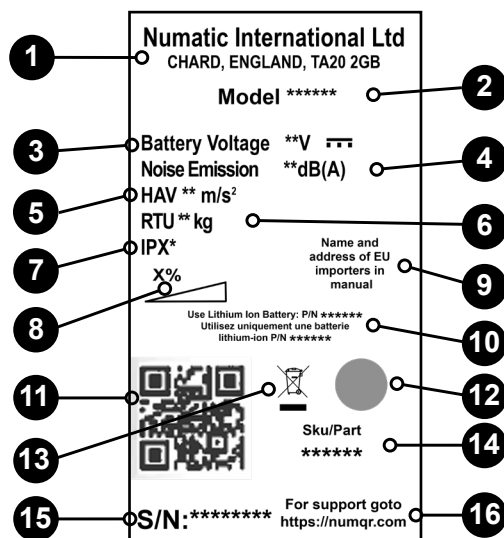 Numatic International Ltd
CHARD, ENGLAND, TA20 2GB
1
Model ******
2
3
Battery Voltage **V
Noise Emission **dB(A)
4
5
HAV ** m/s²
RTU ** kg
6
7
IPX*
Name and
address of EU
importers in
manual
9
X%
8
Use Lithium Ion Battery: P/N ******
Utilisez uniquement une batterie
lithium-ion P/N ******
10
11
12
13
Sku/Part
******
14
15
S/N:********
For support goto
https://numqr.com
16